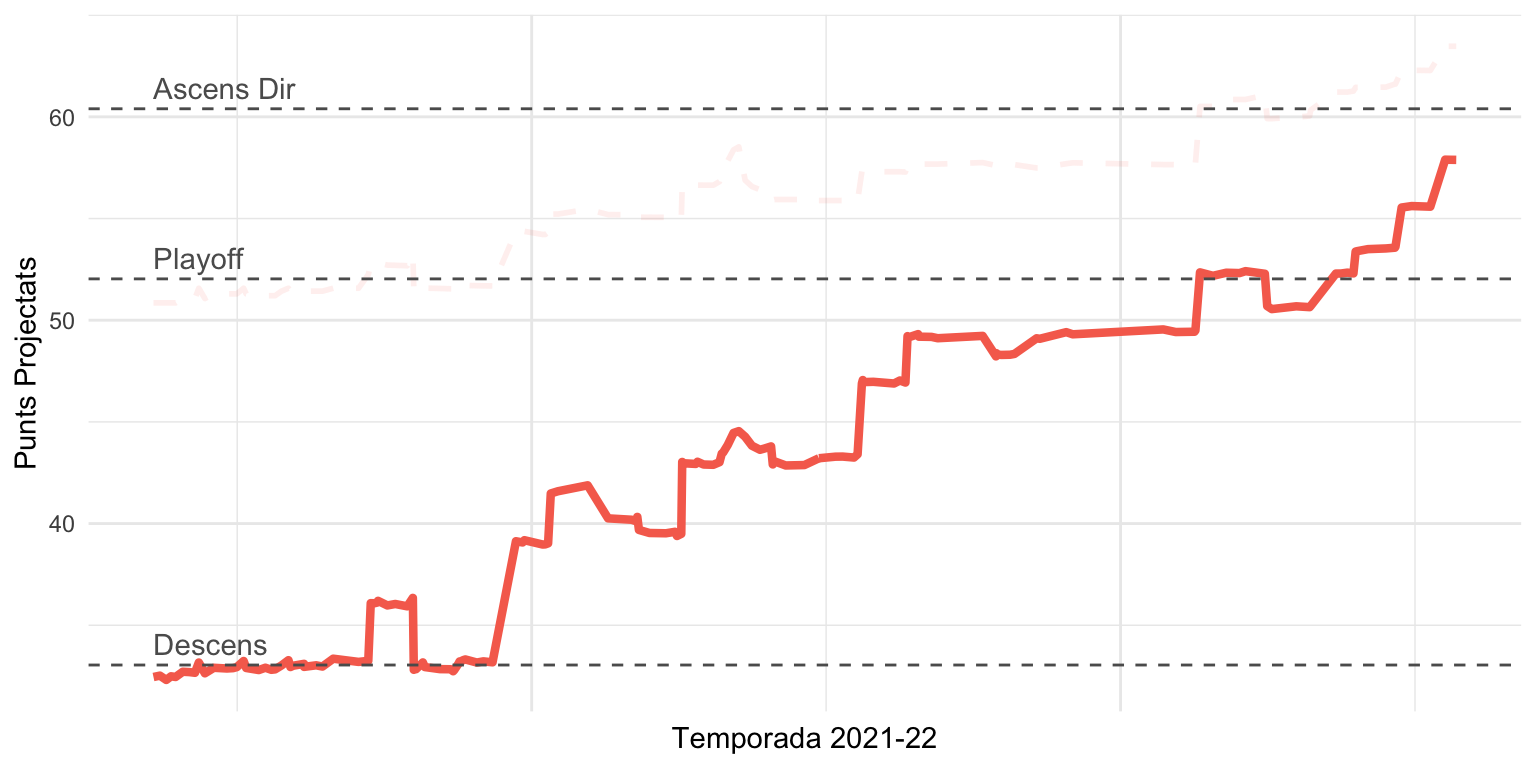 Ascens Dir
60
Playoff
50
Punts Projectats
40
Descens
Temporada 2021-22